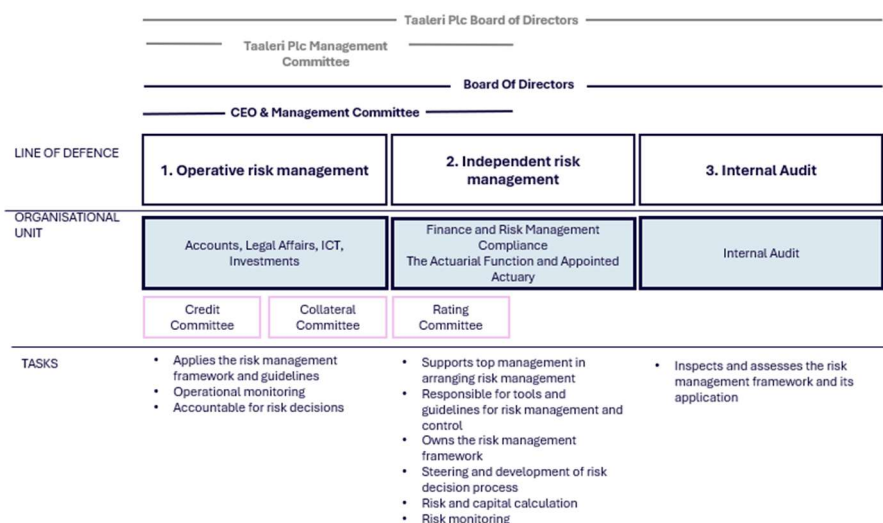 Taaleri Plc Board of Directors
Taaleri Plc Management
Committee
Board Of Directors
CEO & Management Committee
LINE OF DEFENCE
1. Operative risk management
2. Independent risk
management
3. Internal Audit
ORGANISATIONAL
UNIT
Accounts, Legal Affairs, ICT,
Investments
Finance and Risk Management
Compliance
The Actuarial Function and Appointed
Actuary
Internal Audit
Credit
Committee
Collateral
Committee
Rating
Committee
TASKS
• Applies the risk management
framework and guidelines
• Operational monitoring
• Accountable for risk decisions
• Supports top management in
arranging risk management
• Responsible for tools and
guidelines for risk management and
control
• Owns the risk management
framework
• Steering and development of risk
decision process
• Risk and capital calculation
• Risk monitoring
• Inspects and assesses the risk
management framework and its
application